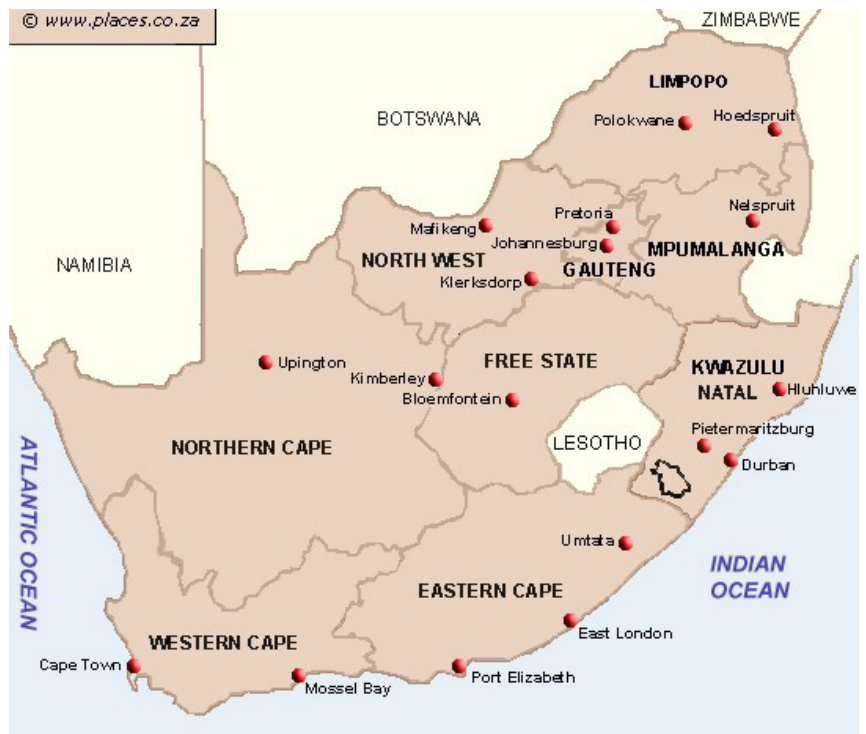 © www.places.co.za
ZIMBABWE
LIMPOPO
BOTSWANA
Polokwane
Hoedspruit
Nelspruit
Pretoria
Mafikeng
Johannesburg
MPUMALANGA
NAMIBIA
NORTH WEST
GAUTENG
Klerksdorp
Upington
FREE STATE
KWAZULU
NATAL
Kimberley
Hluhluwe
Bloemfontein
Pietermaritzburg
NORTHERN CAPE
LESOTHO
Durban
ATLANTIC OCEAN
Umtata
INDIAN
OCEAN
EASTERN CAPE
East London
WESTERN CAPE
Cape Town
Port Elizabeth
Mossel Bay